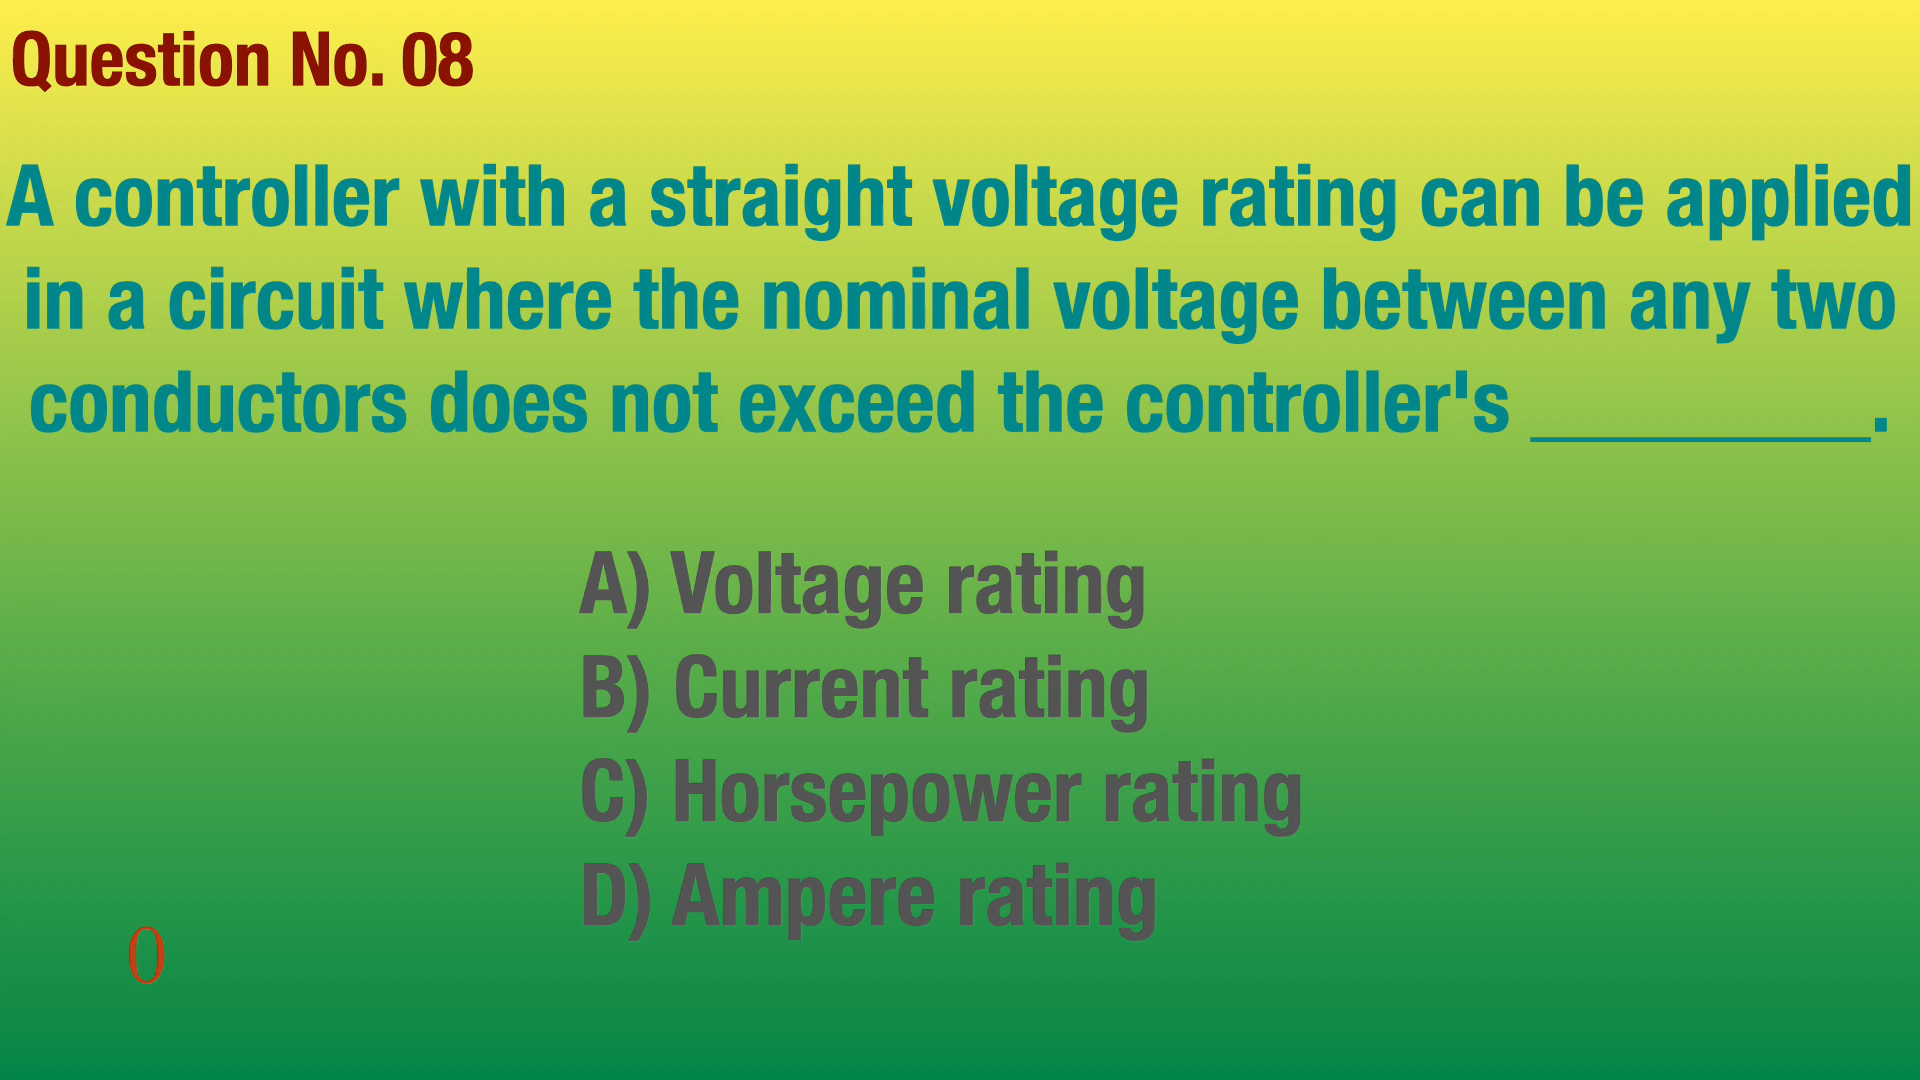 Question No. 08
A controller with a straight voltage rating can be applied
in a circuit where the nominal voltage between any two
conductors does not exceed the controller's ________.
A) Voltage rating
B) Current rating
C) Horsepower rating
D) Ampere rating
0